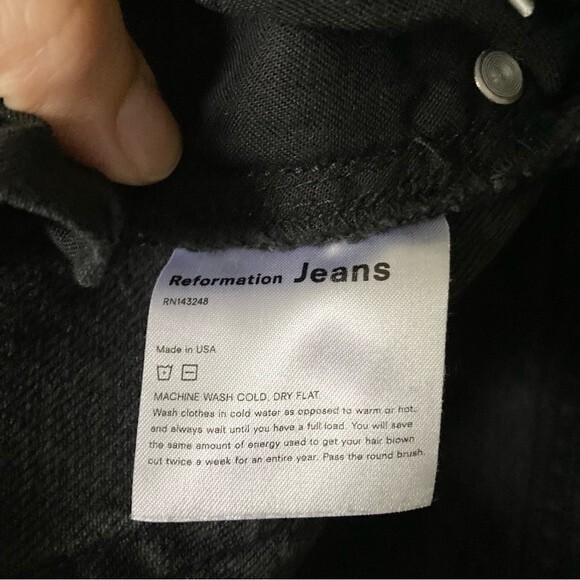 Reformation Jeans
RN143248
Made in USA
MACHINE WASH COLD. DRY FLAT.
Wash clothes in cold water as opposed to warm or hot,
and always wait until you have a full load. You will save
the same amount of energy used to get your hair blown
out twice a week for an entire year. Pass the round brush.